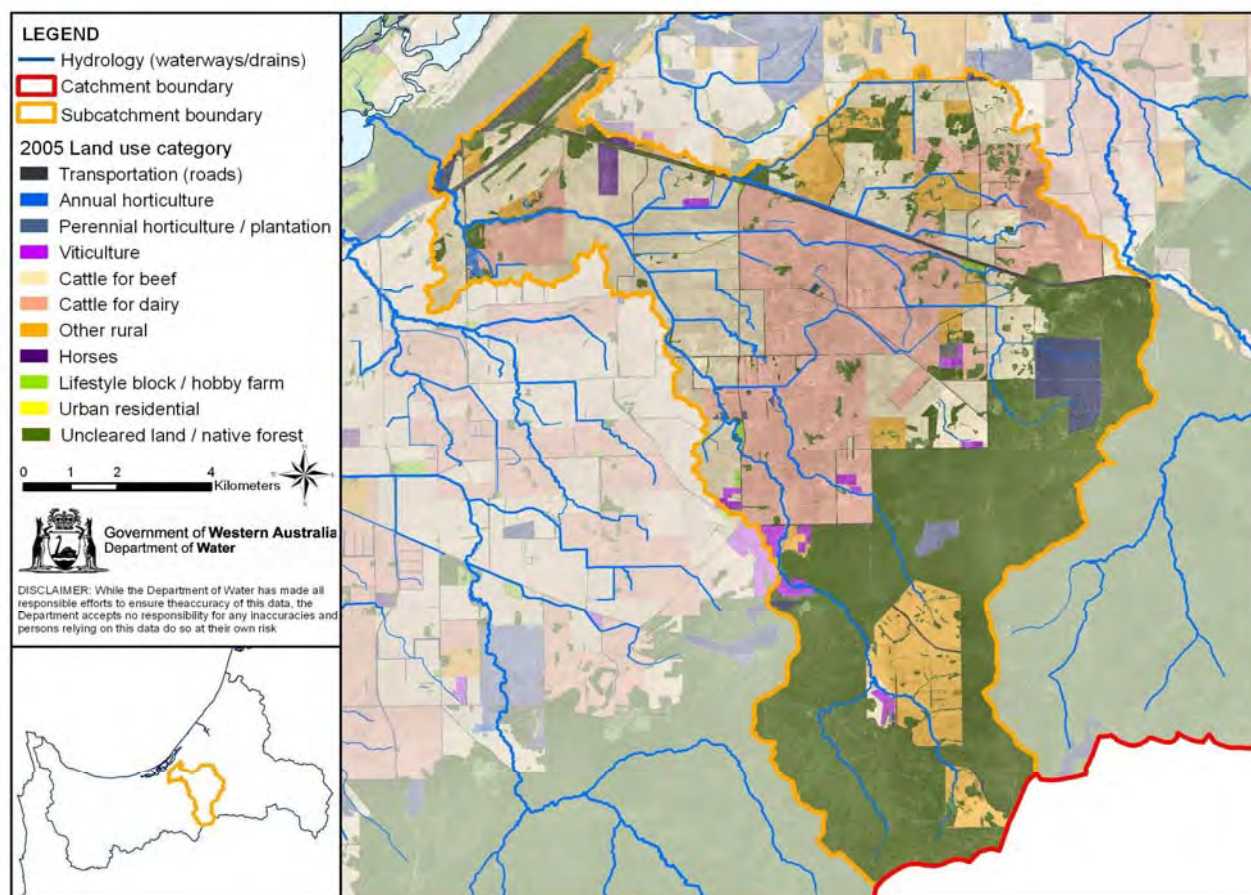 LEGEND
Hydrology (waterways/drains)
Catchment boundary
Subcatchment boundary
2005 Land use category
Transportation (roads)
Annual horticulture
Perennial horticulture / plantation
Viticulture
Cattle for beef
Cattle for dairy
Other rural
Horses
Lifestyle block / hobby farm
Urban residential
Uncleared land / native forest
0 1 2 4
Kilometers
Government of Western Australia
Department of Water
DISCLAIMER: While the Department of Water has made all
responsible efforts to ensure theaccuracy of this data, the
Department accepts no responsibility for any inaccuracies and
persons relying on this data do so at their own risk